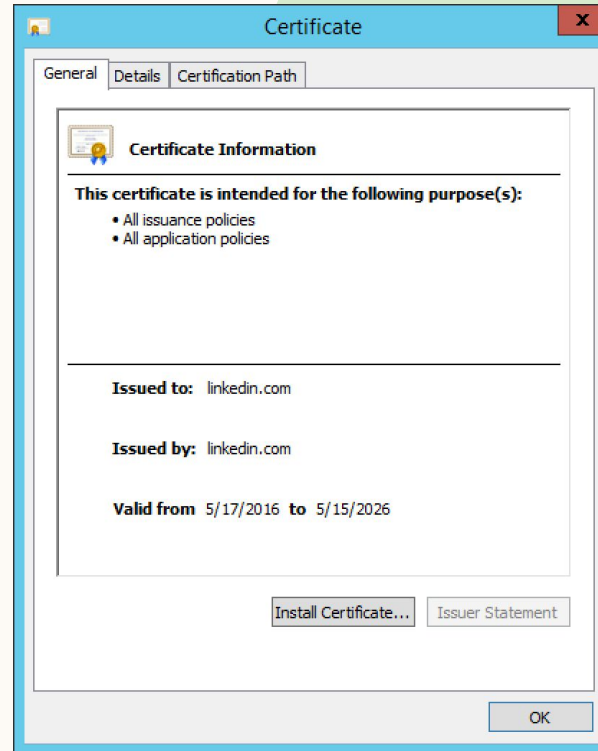 Certificate
x
General Details Certification Path
Certificate Information
This certificate is intended for the following purpose(s):
• All issuance policies
• All application policies
Issued to: linkedin.com
Issued by: linkedin.com
Valid from 5/17/2016 to 5/15/2026
Install Certificate... Issuer Statement
OK